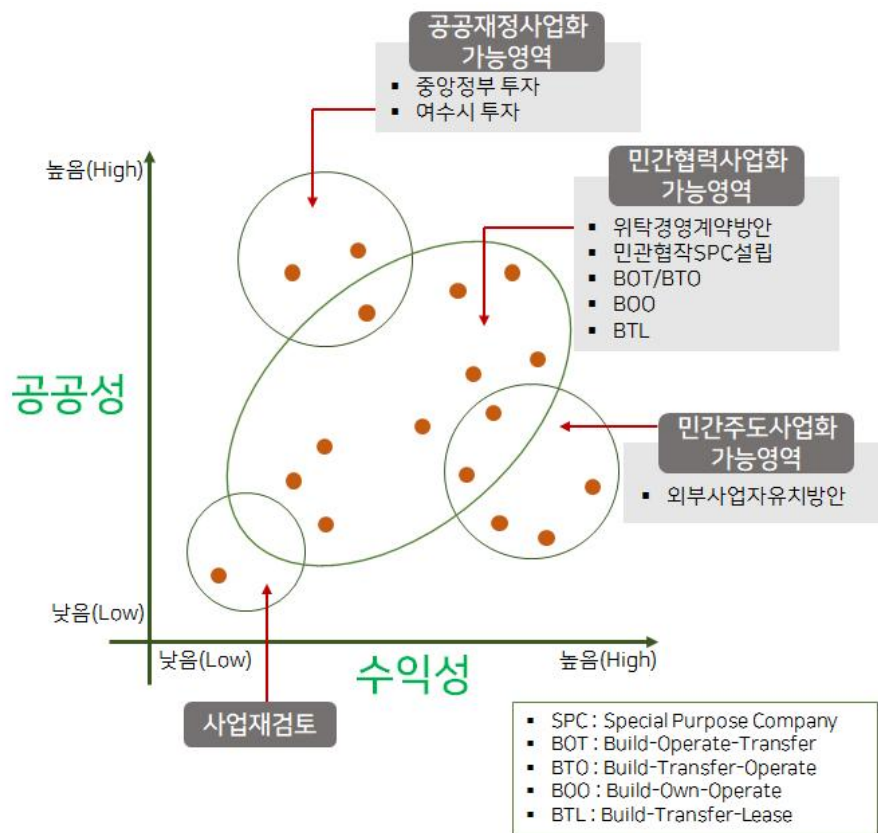 공공재정사업화
가능영역
▪ 중앙정부 투자
▪ 여수시 투자
높음(High)
민간협력사업화
가능영역
▪ 위탁경영계약방안
▪ 민관협작SPC설립
▪ BOT/BTO
▪ BOO
▪ BTL
공공성
민간주도사업화
가능영역
▪ 외부사업자유치방안
낮음(Low)
낮음(Low)
수익성
높음(High)
사업재검토
▪ SPC : Special Purpose Company
▪ BOT : Build-Operate-Transfer
▪ BTO : Build-Transfer-Operate
▪ BOO : Build-Own-Operate
▪ BTL : Build-Transfer-Lease